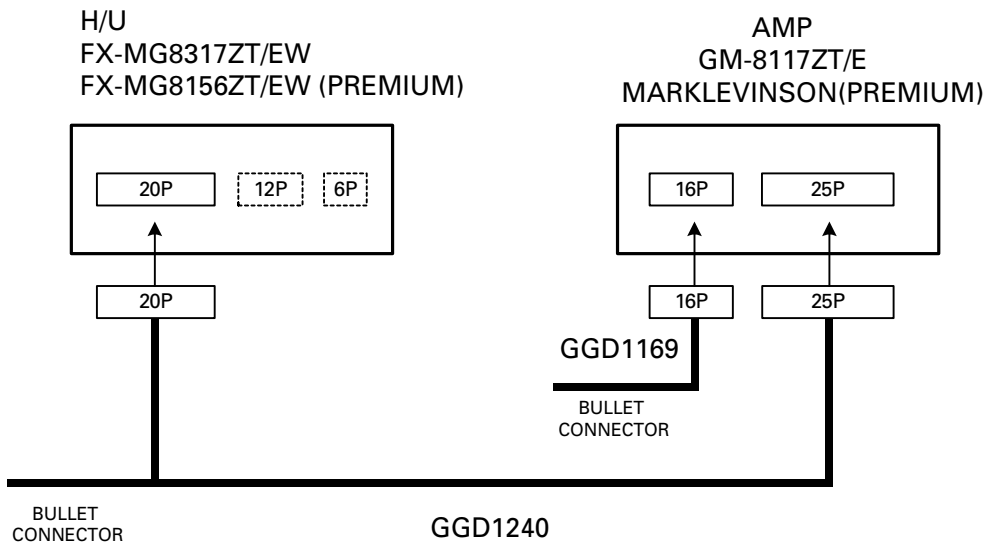 H/U
FX-MG8317ZT/EW
FX-MG8156ZT/EW (PREMIUM)
AMP
GM-8117ZT/E
MARKLEVINSON(PREMIUM)
20P
12P
6P
16P
25P
20P
16P
25P
GGD1169
BULLET
CONNECTOR
BULLET
CONNECTOR
GGD1240